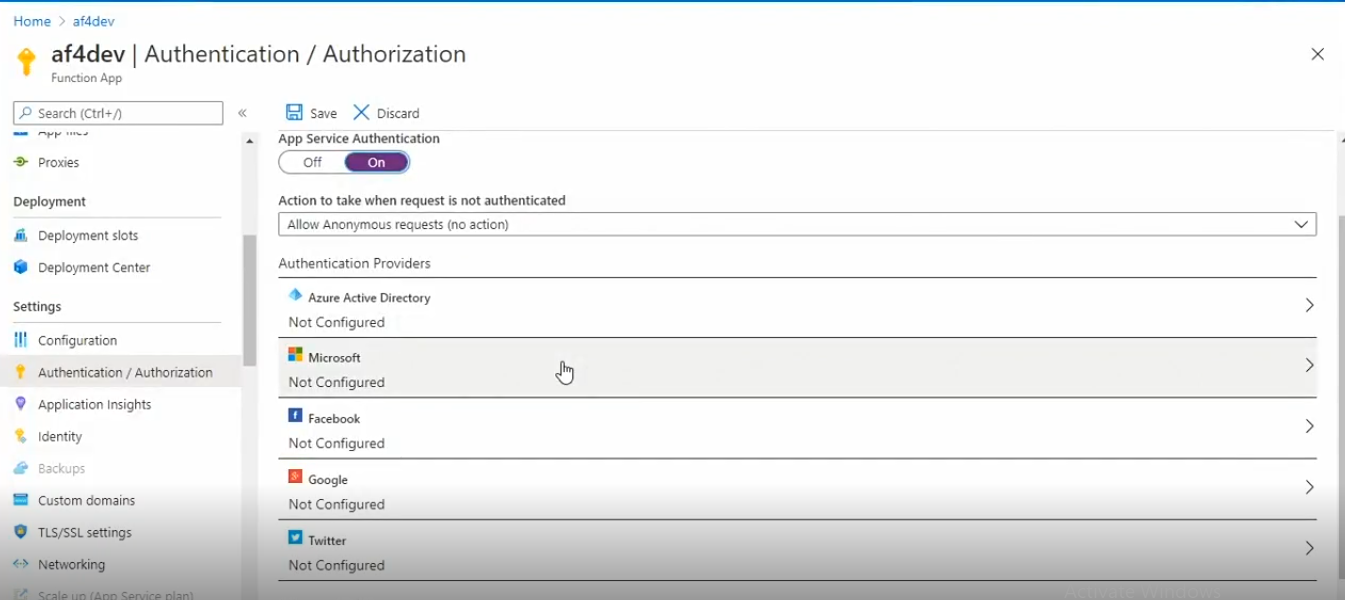 Home > af4dev
af4dev | Authentication / Authorization
Function App
Search (Ctrl+/)
«
Save
Discard
App files
Proxies
Deployment
Deployment slots
Deployment Center
Settings
Configuration
Authentication / Authorization
Application Insights
Identity
Backups
Custom domains
TLS/SSL settings
Networking
Scale up (App Service plan)
App Service Authentication
Off
On
Action to take when request is not authenticated
Allow Anonymous requests (no action)
Authentication Providers
Azure Active Directory
Not Configured
Microsoft
Not Configured
Facebook
Not Configured
Google
Not Configured
Twitter
Not Configured
Activate Windows